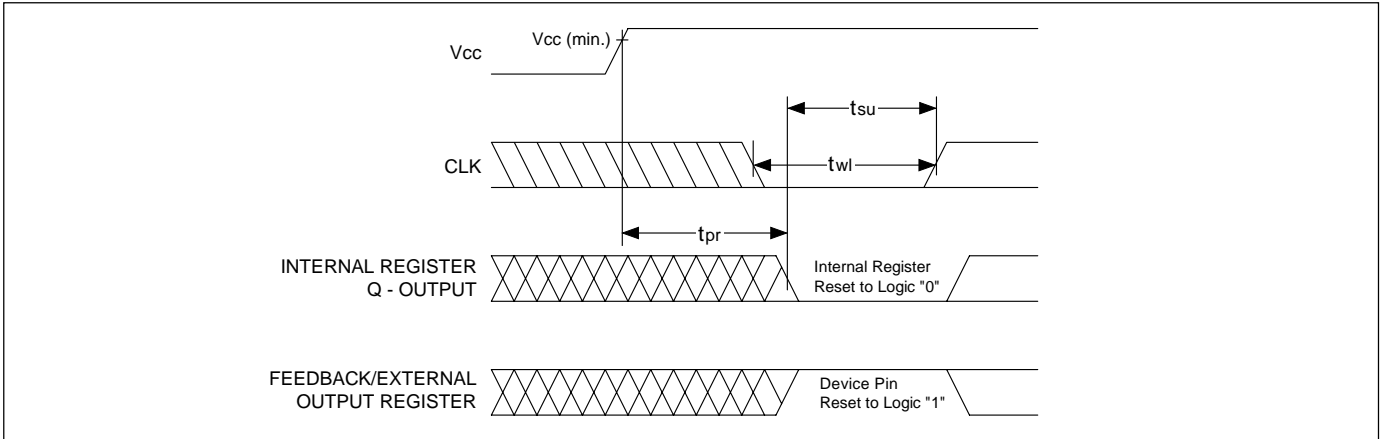 Vcc
Vcc (min.)
tsu
CLK
twl
tpr
INTERNAL REGISTER
Q - OUTPUT
Internal Register
Reset to Logic "0"
FEEDBACK/EXTERNAL
OUTPUT REGISTER
Device Pin
Reset to Logic "1"